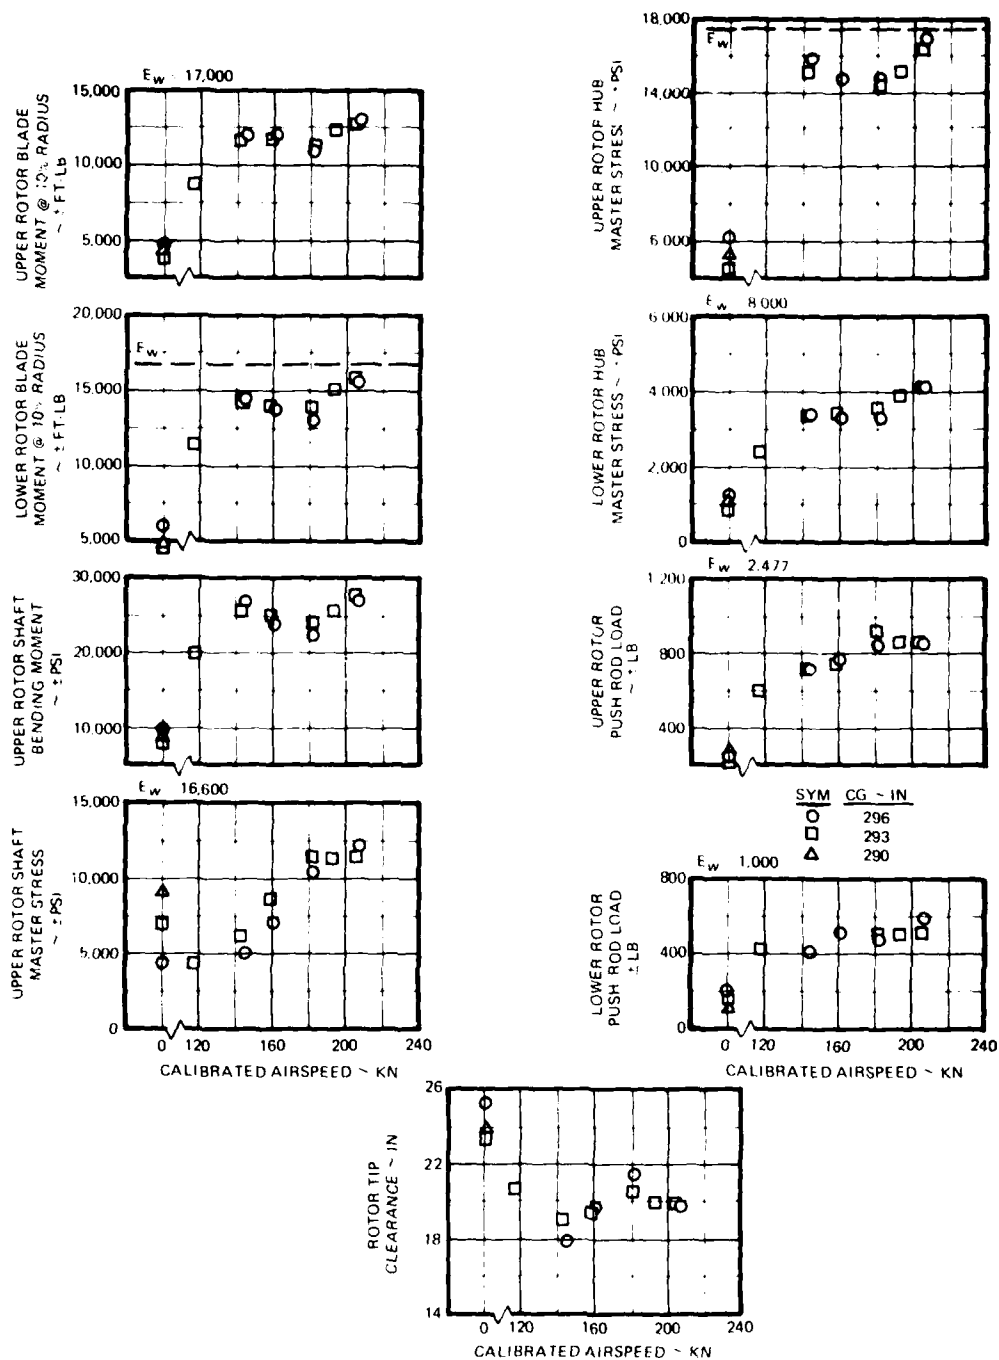 E_W 17,000
UPPER ROTOR BLADE
MOMENT @ 10% RADIUS
~ ± FT-LB
15,000
10,000
5,000
E_W
LOWER ROTOR BLADE
MOMENT @ 10% RADIUS
~ ± FT-LB
20,000
15,000
10,000
5,000
UPPER ROTOR SHAFT
BENDING MOMENT
~ ±PSI
30,000
20,000
10,000
E_W 16,600
UPPER ROTOR SHAFT
MASTER STRESS
~ ±PSI
15,000
10,000
5,000
0
0 120 160 200 240
CALIBRATED AIRSPEED ~ KN
E_W
UPPER ROTOR HUB
MASTER STRESS ~ ±PSI
18,000
14,000
10,000
6,000
E_W 8,000
LOWER ROTOR HUB
MASTER STRESS ~ ±PSI
6,000
4,000
2,000
0
E_W 2,477
UPPER ROTOR
PUSH ROD LOAD
~ ±LB
1,200
800
400
SYM CG ~ IN
296
293
290
E_W 1,000
LOWER ROTOR
PUSH ROD LOAD
±LB
800
400
0
0 120 160 200 240
CALIBRATED AIRSPEED ~ KN
ROTOR TIP
CLEARANCE ~ IN
26
22
18
14
0 120 160 200 240
CALIBRATED AIRSPEED ~ KN